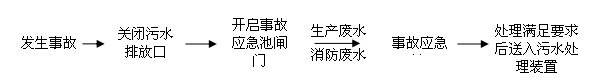 发生事故
关闭污水
排放口
开启事故
应急池闸
门
生产废水
消防废水
事故应急
处理满足要求
后送入污水处
理装置